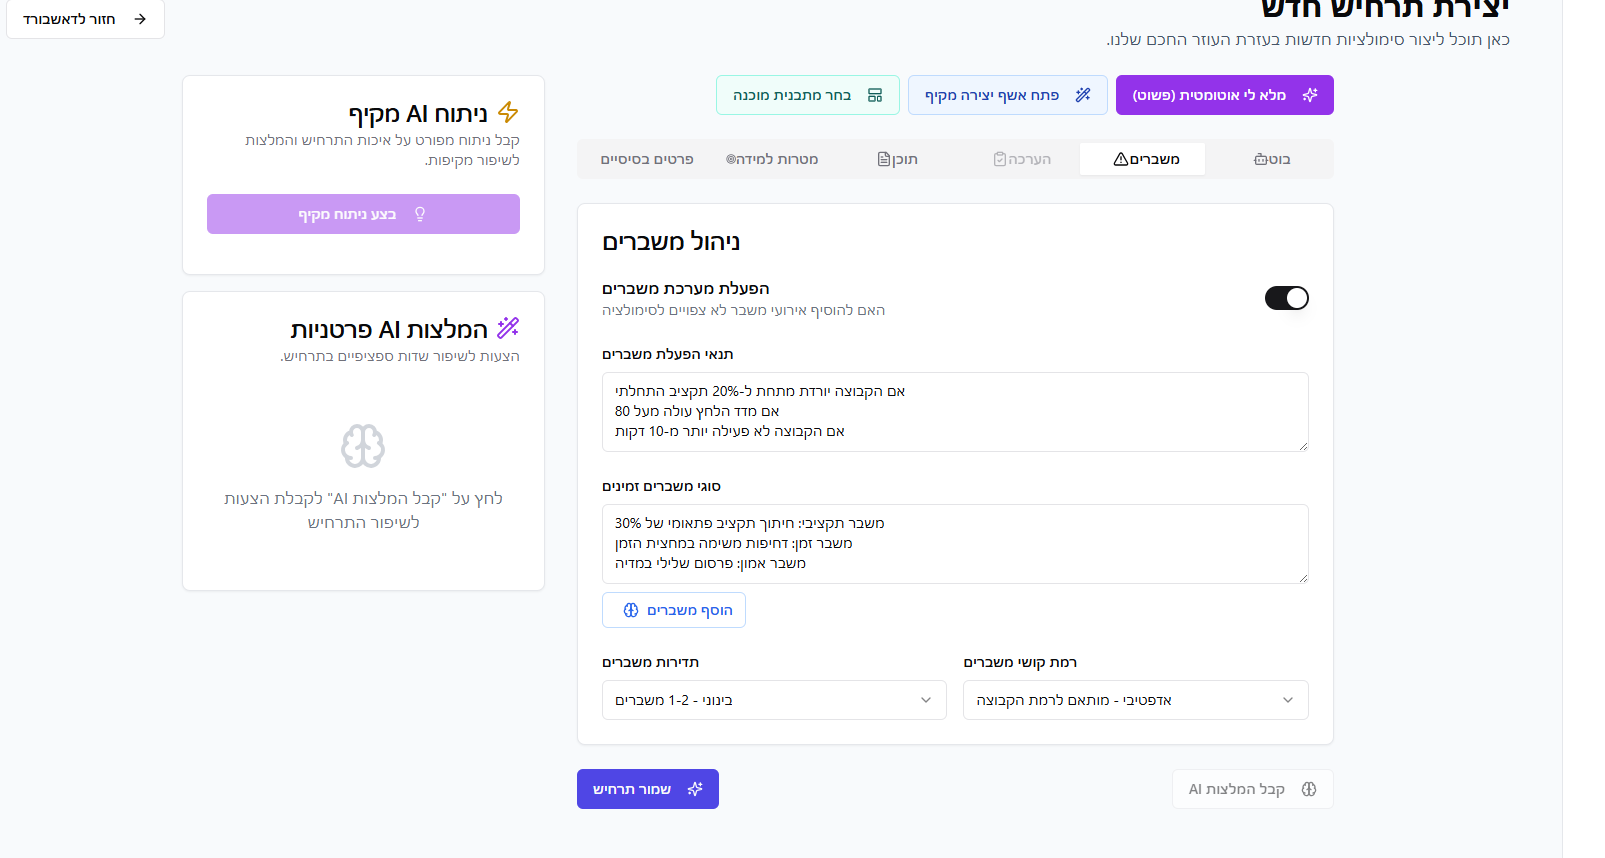 יצירת תרחיש חדש
כאן תוכל ליצור סימולציות חדשות בעזרת העוזר החכם שלנו.
חזור לדאשבורד
מלא לי אוטומטית (פשוט)
פתח אשף יצירה מקיף
בחר מתבנית מוכנה
בוט
משברים
הערכה
תוכן
מטרות למידה
פרטים בסיסיים
ניהול משברים
הפעלת מערכת משברים
האם להוסיף אירועי משבר לא צפויים לסימולציה
תנאי הפעלת משברים
אם הקבוצה יורדת מתחת ל-20% תקציב התחלתי
אם מדד הלחץ עולה מעל 80
אם הקבוצה לא פעילה יותר מ-10 דקות
סוגי משברים זמינים
משבר תקציבי: חיתוך תקציב פתאומי של 30%
משבר זמן: דחיפות משימה במחצית הזמן
משבר אמון: פרסום שלילי במדיה
הוסף משברים
רמת קושי משברים
אדפטיבי - מותאם לרמת הקבוצה
תדירות משברים
בינוני - 1-2 משברים
קבל המלצות AI
שמור תרחיש
ניתוח AI מקיף
קבל ניתוח מפורט על איכות התרחיש והמלצות
לשיפור מקיפות.
בצע ניתוח מקיף
המלצות AI פרטניות
הצעות לשיפור שדות ספציפיים בתרחיש.
לחץ על "קבל המלצות AI" לקבלת הצעות
לשיפור התרחיש